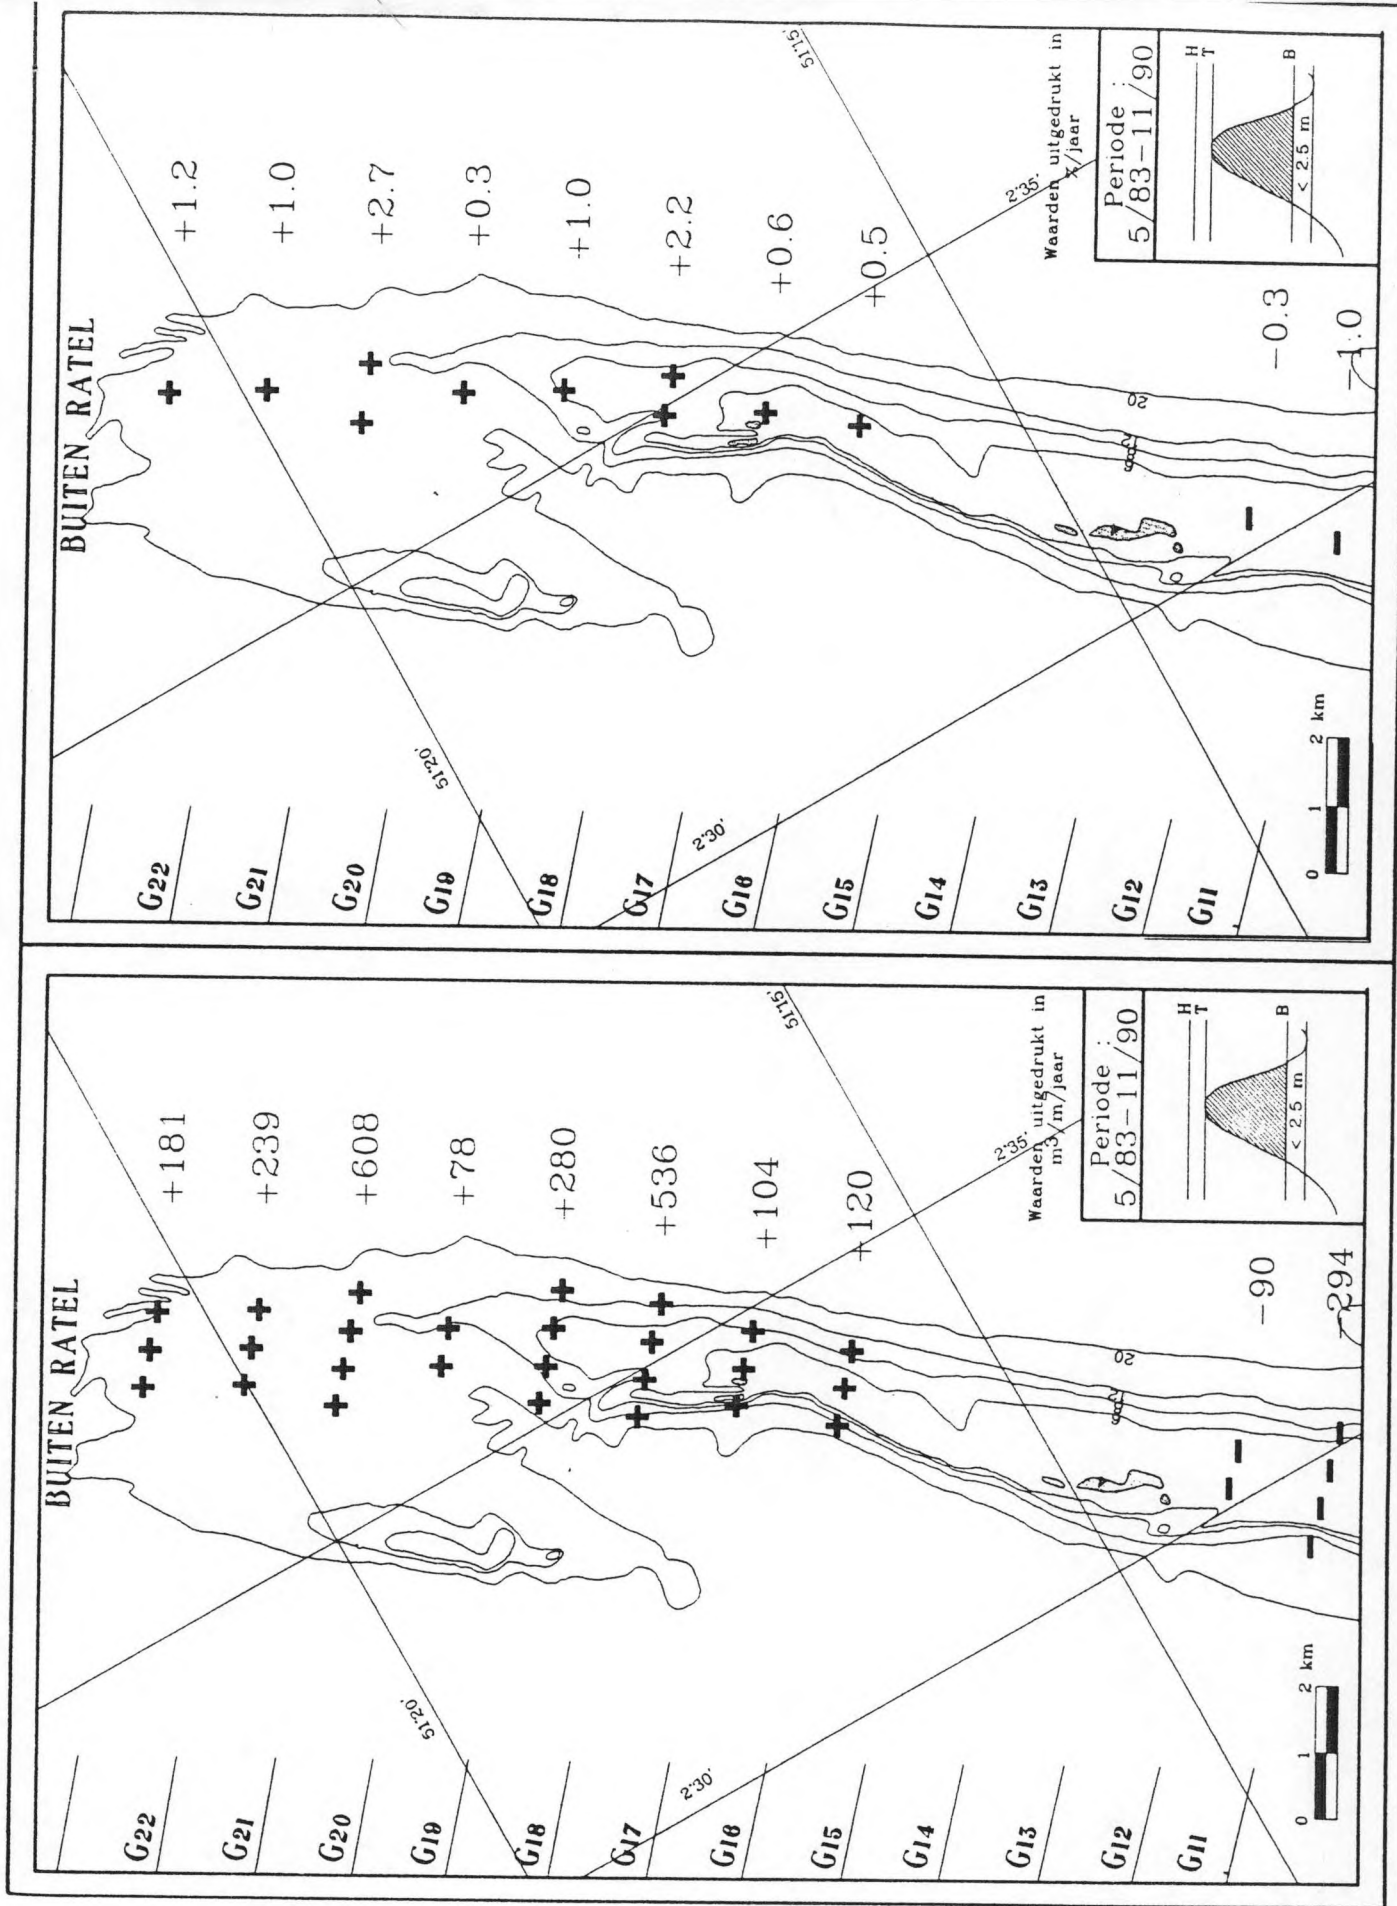 BUITEN RATEL
+1.2
+1.0
+2.7
+0.3
+1.0
+2.2
+0.6
+0.5
-0.3
-1.0
51°15'
2°35'
51°20'
2°30'
20
Waarden uitgedrukt in
%/jaar
Periode :
5/83-11/90
H
T
B
< 2.5 m
G22
G21
G20
G19
G18
G17
G16
G15
G14
G13
G12
G11
0 1 2 km
BUITEN RATEL
+181
+239
+608
+78
+280
+536
+104
+120
-90
-294
51°15'
2°35'
51°20'
2°30'
20
Waarden uitgedrukt in
m3/m/jaar
Periode :
5/83-11/90
H
T
B
< 2.5 m
G22
G21
G20
G19
G18
G17
G16
G15
G14
G13
G12
G11
0 1 2 km